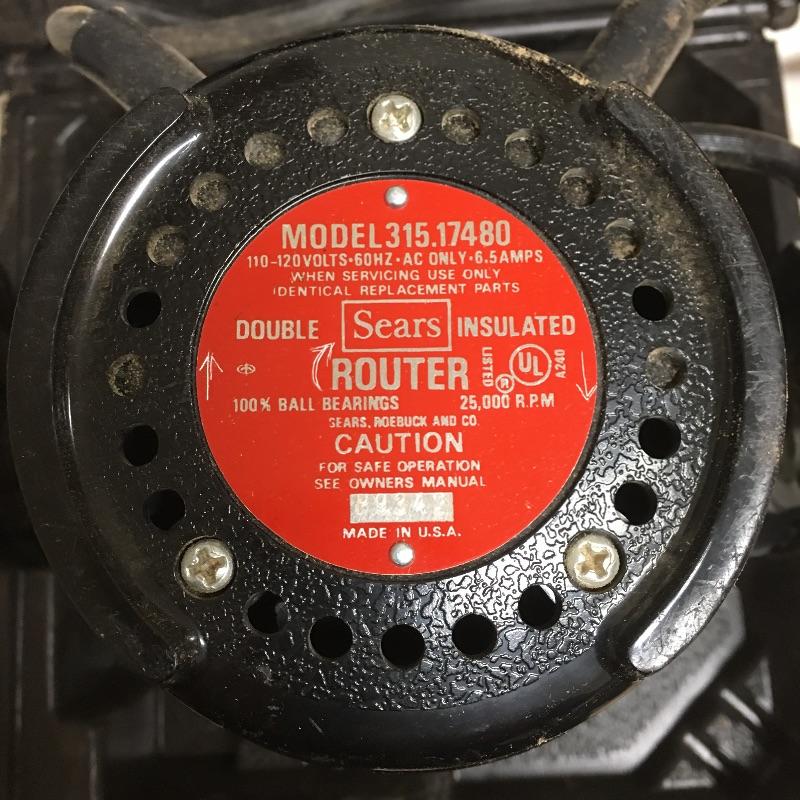 MODEL 315.17480
110-120 VOLTS · 60HZ · AC ONLY · 6.5 AMPS
WHEN SERVICING USE ONLY
IDENTICAL REPLACEMENT PARTS
DOUBLE Sears INSULATED
ROUTER
LISTED ® UL A240
100% BALL BEARINGS 25,000 R.P.M
SEARS, ROEBUCK AND CO.
CAUTION
FOR SAFE OPERATION
SEE OWNERS MANUAL
MADE IN U.S.A.